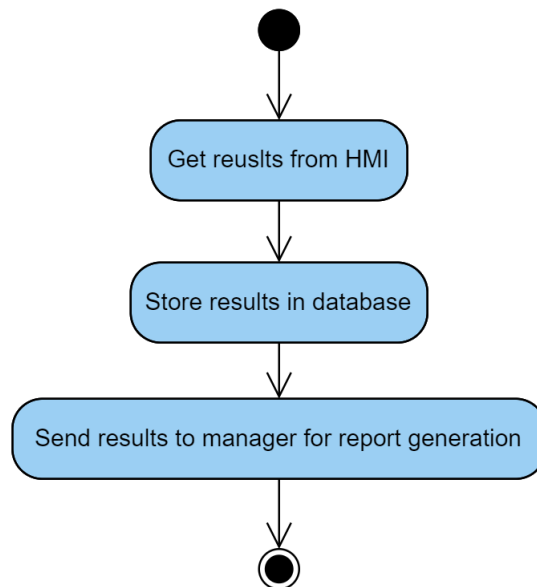 Get reuslts from HMI
Store results in database
Send results to manager for report generation